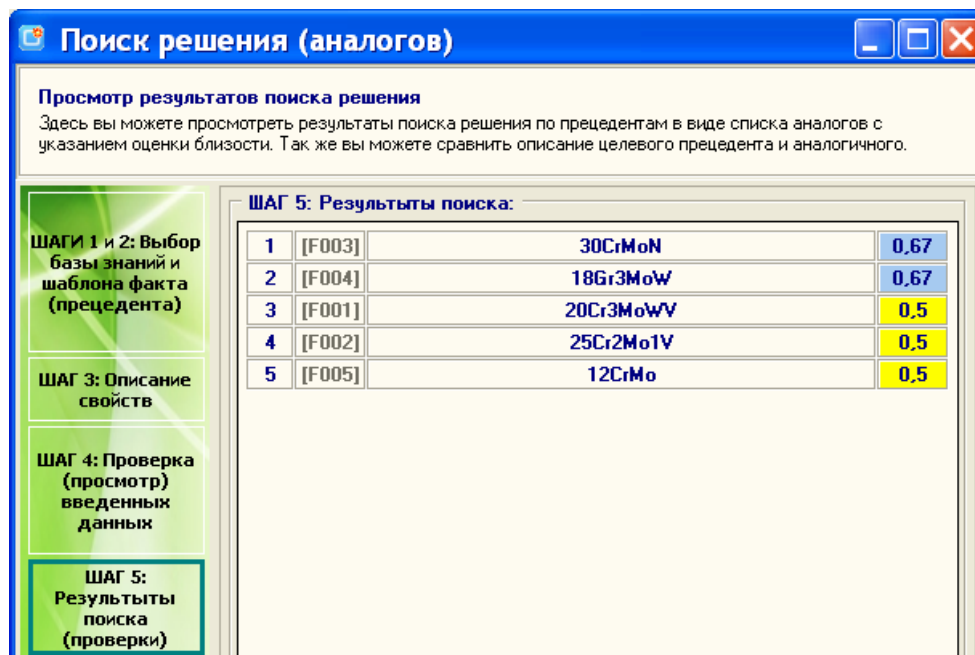 Поиск решения (аналогов)
Просмотр результатов поиска решения
Здесь вы можете просмотреть результаты поиска решения по прецедентам в виде списка аналогов с
указанием оценки близости. Так же вы можете сравнить описание целевого прецедента и аналогичного.
ШАГИ 1 и 2: Выбор
базы знаний и
шаблона факта
(прецедента)
ШАГ 3: Описание
свойств
ШАГ 4: Проверка
(просмотр)
введенных
данных
ШАГ 5:
Результыты
поиска
(проверки)
ШАГ 5: Результыты поиска:
1 [F003] 30CrMoN 0,67
2 [F004] 18Gr3MoW 0,67
3 [F001] 20Cr3MoWV 0,5
4 [F002] 25Cr2Mo1V 0,5
5 [F005] 12CrMo 0,5